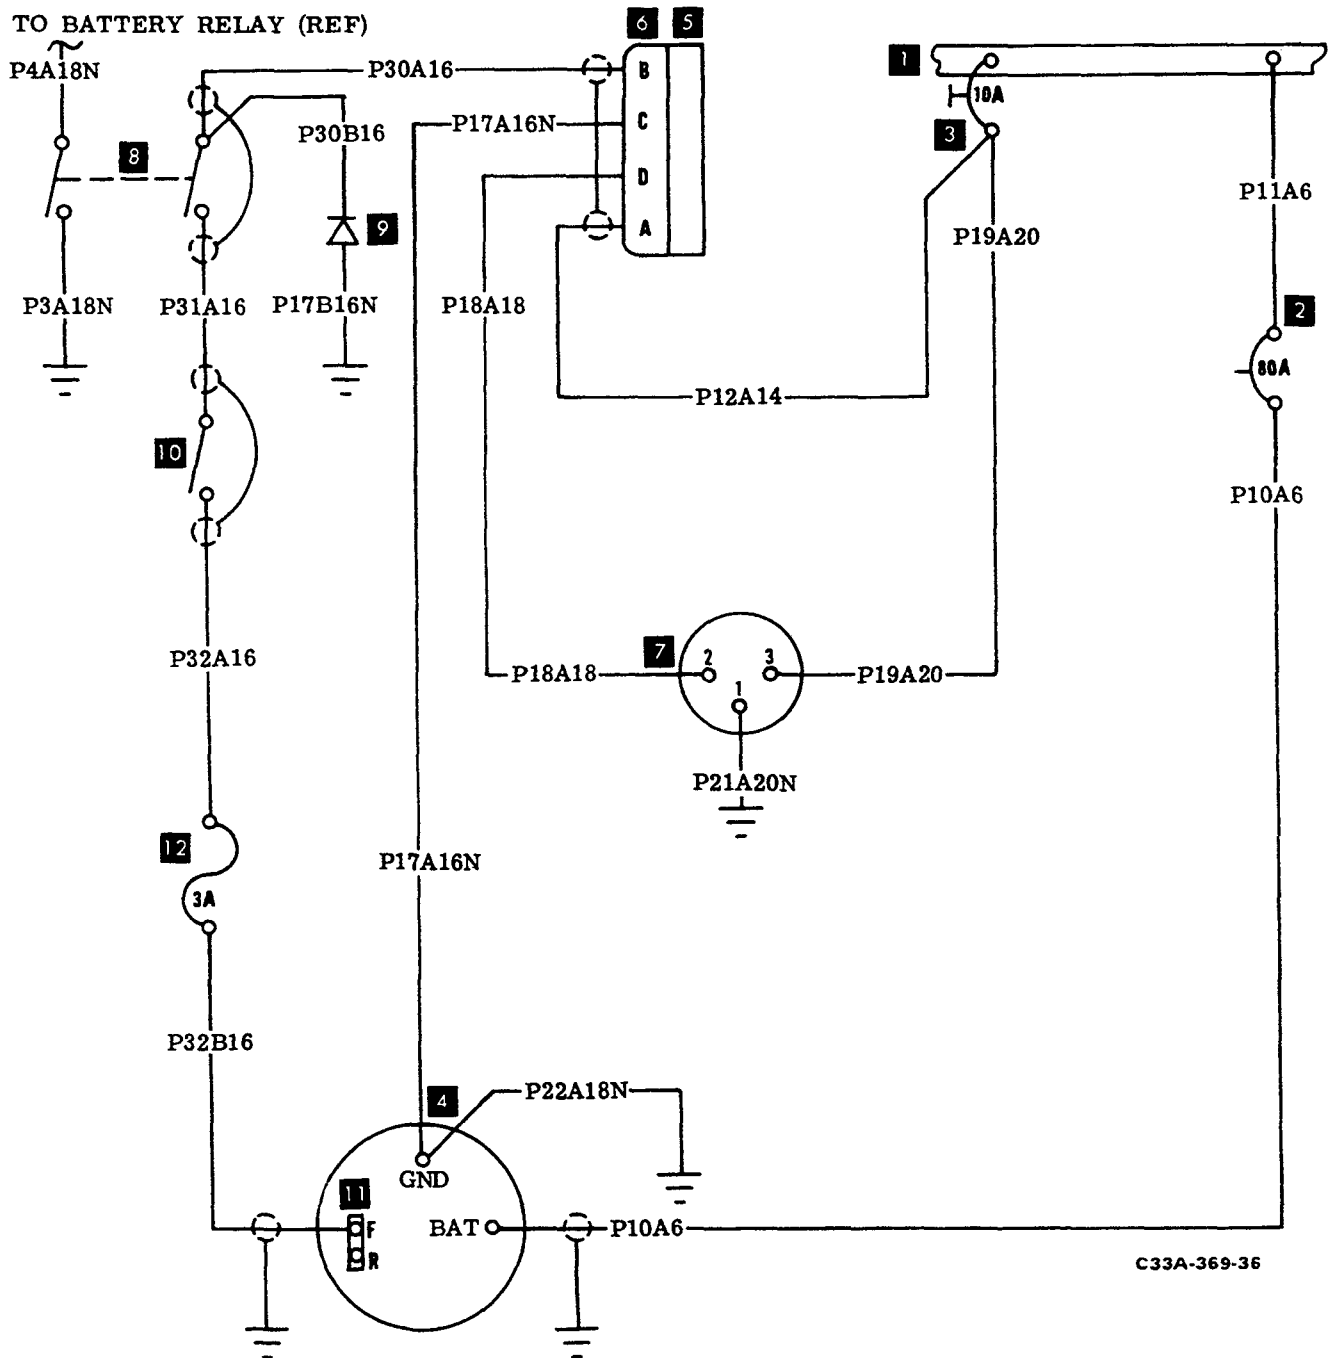 TO BATTERY RELAY (REF)
6 5
P4A18N
P30A16
B
1
10A
P30B16
P17A16N
C
3
8
D
P11A6
9
A
P19A20
P3A18N
P31A16
P17B16N
P18A18
2
80A
P12A14
10
P10A6
P32A16
7
2 3
1
P18A18
P19A20
P21A20N
12
3A
P17A16N
P32B16
4
P22A18N
GND
11
F
R
BAT
P10A6
C33A-369-36